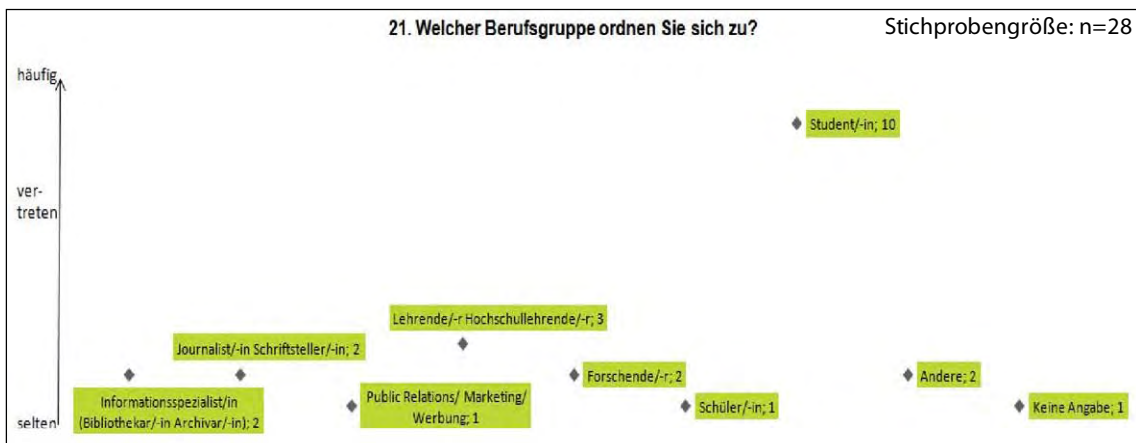 21. Welcher Berufsgruppe ordnen Sie sich zu?
Stichprobengröße: n=28
häufig
ver-
treten
selten
Student/-in; 10
Lehrende/-r Hochschullehrende/-r; 3
Journalist/-in Schriftsteller/-in; 2
Informationsspezialist/in
(Bibliothekar/-in Archivar/-in); 2
Public Relations/ Marketing/
Werbung; 1
Forschende/-r; 2
Schüler/-in; 1
Andere; 2
Keine Angabe; 1